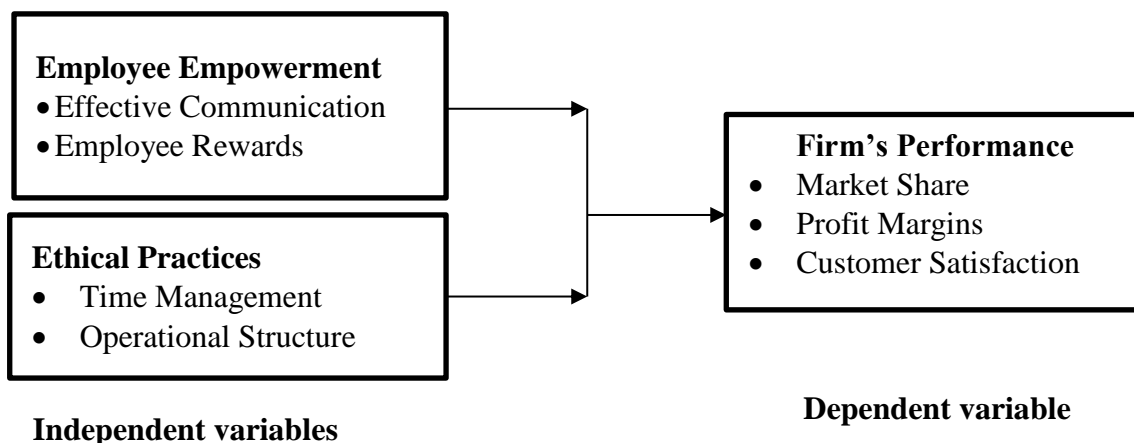 Employee Empowerment
•Effective Communication
•Employee Rewards
Ethical Practices
• Time Management
• Operational Structure
Independent variables
Firm’s Performance
• Market Share
• Profit Margins
• Customer Satisfaction
Dependent variable